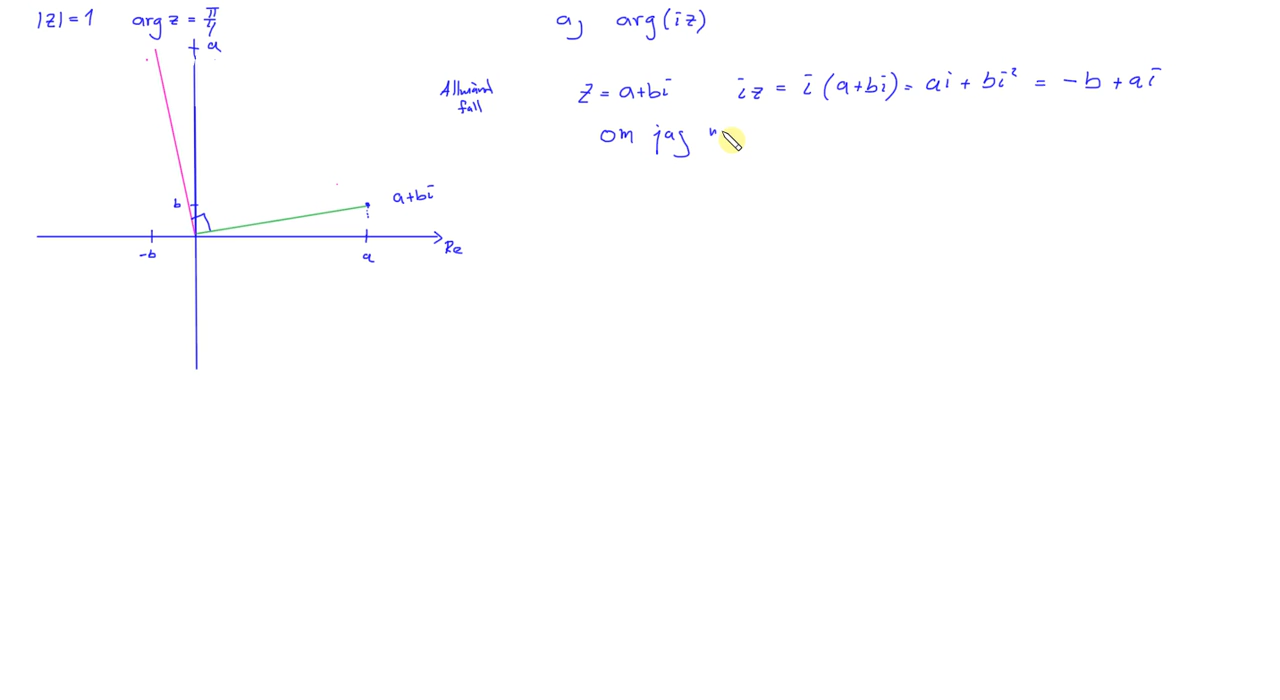 |z| = 1 arg z = π/4
a
b
-b
a
Re
a+bi
a) arg(iz)
Allmänt
fall
z = a+bi iz = i(a+bi) = ai + bi² = -b + ai
om jag